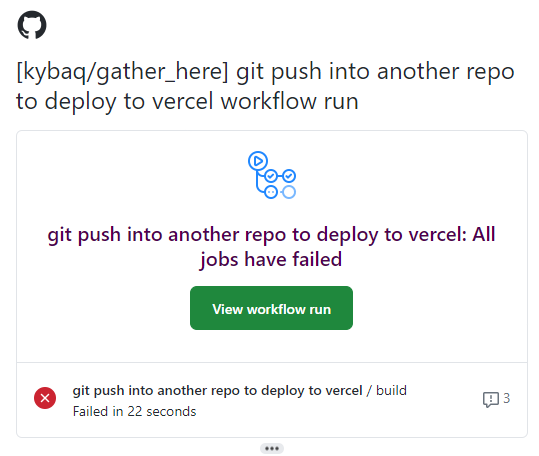 [kybaq/gather_here] git push into another repo
to deploy to vercel workflow run
git push into another repo to deploy to vercel: All
jobs have failed
View workflow run
git push into another repo to deploy to vercel / build
Failed in 22 seconds
3